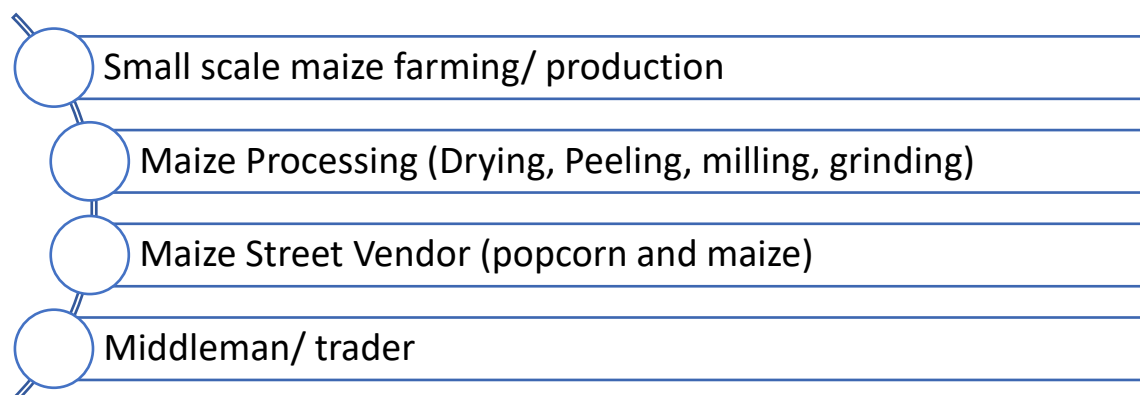 Small scale maize farming/ production
Maize Processing (Drying, Peeling, milling, grinding)
Maize Street Vendor (popcorn and maize)
Middleman/ trader